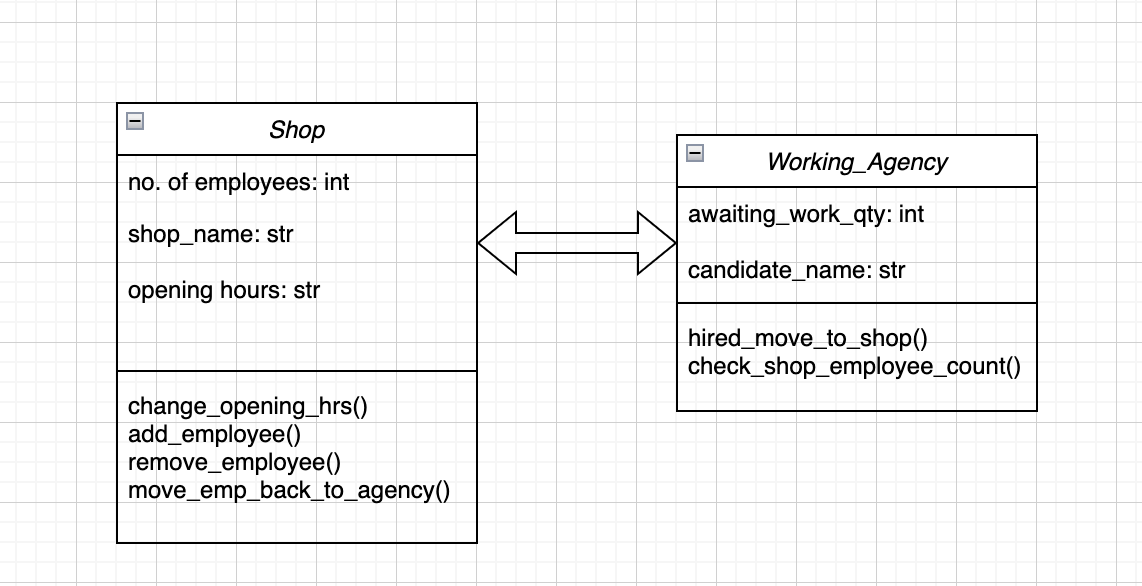 Shop
no. of employees: int
shop_name: str
opening hours: str
change_opening_hrs()
add_employee()
remove_employee()
move_emp_back_to_agency()
Working_Agency
awaiting_work_qty: int
candidate_name: str
hired_move_to_shop()
check_shop_employee_count()